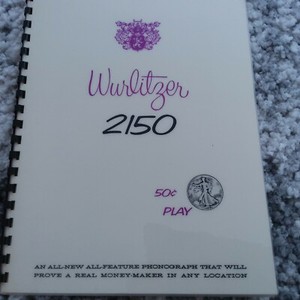 Wurlitzer
2150
50¢
PLAY
AN ALL-NEW ALL-FEATURE PHONOGRAPH THAT WILL
PROVE A REAL MONEY-MAKER IN ANY LOCATION